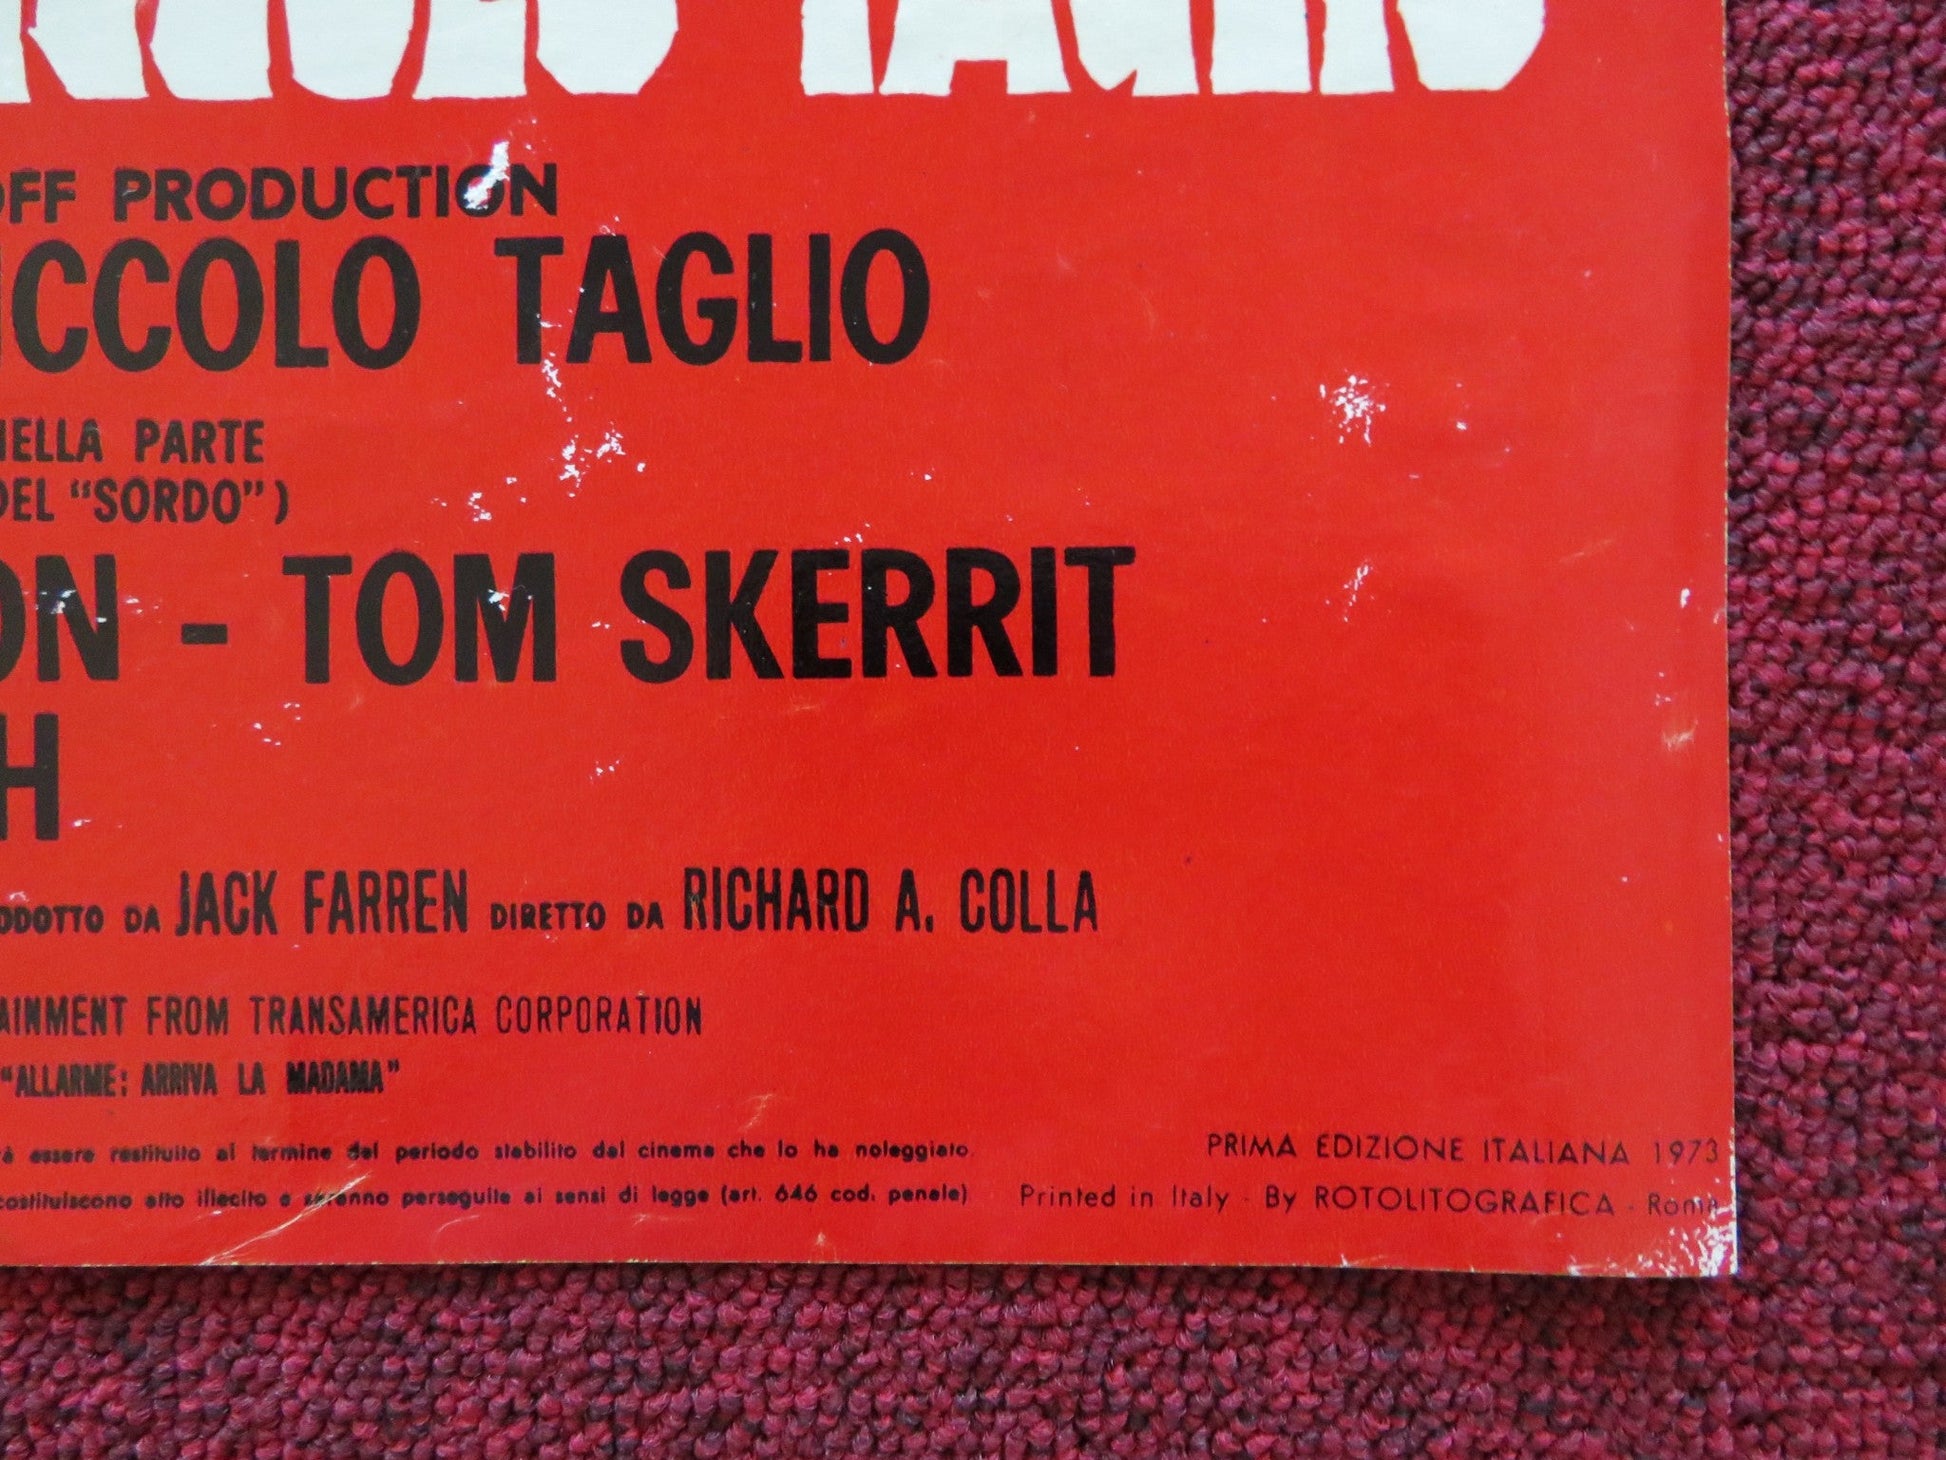 PICCOLO TAGLIO
OFF PRODUCTION
ICCOLO TAGLIO
NELLA PARTE
DEL "SORDO")
ON - TOM SKERRIT
H
ODOTTO DA JACK FARREN DIRETTO DA RICHARD A. COLLA
AINMENT FROM TRANSAMERICA CORPORATION
"ALLARME: ARRIVA LA MADAMA"
rà essere restituito al termine del periodo stabilito dal cinema che lo ha noleggiato.
PRIMA EDIZIONE ITALIANA 1973
costituiscono atto illecito e saranno perseguite ai sensi di legge (art. 646 cod. penale)
Printed in Italy - By ROTOLITOGRAFICA - Roma